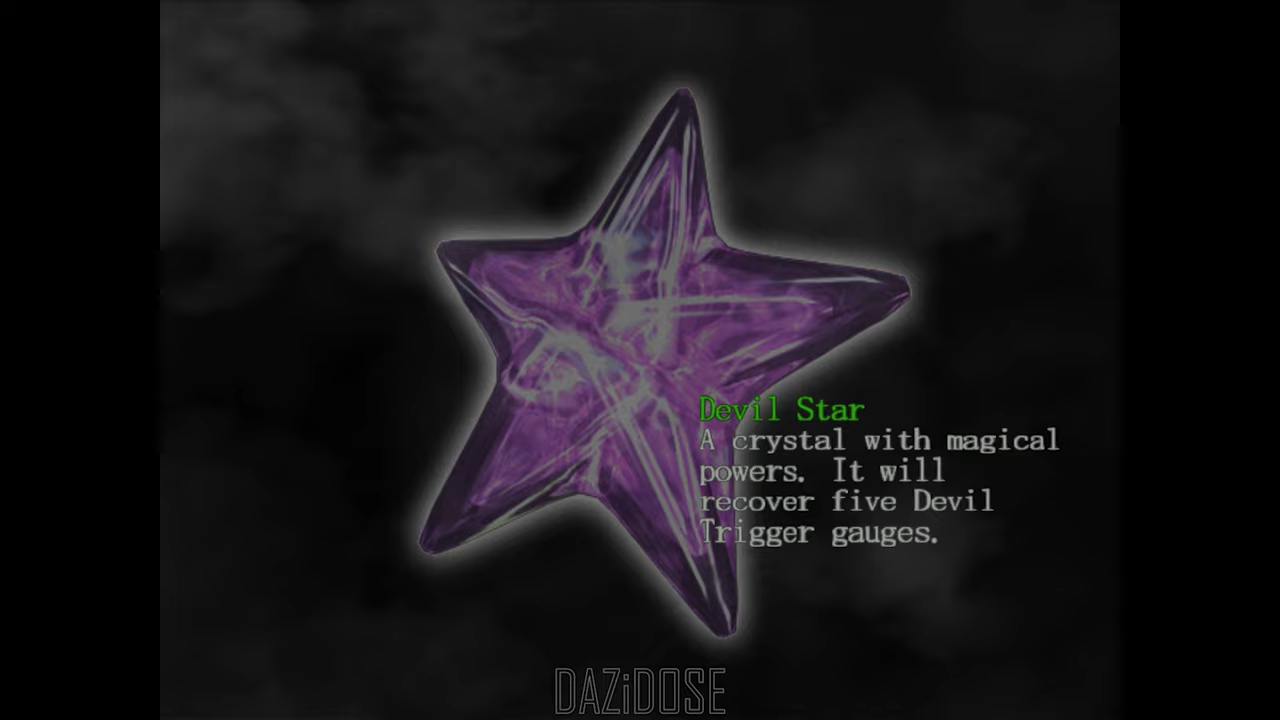 Devil Star
A crystal with magical
powers. It will
recover five Devil
Trigger gauges.
DAZiDOSE